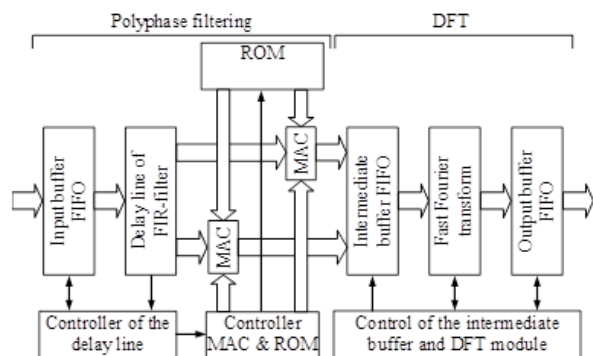 Polyphase filtering
DFT
ROM
Input buffer
FIFO
Delay line of
FIR-filter
MAC
MAC
Intermediate
buffer FIFO
Fast Fourier
transform
Output buffer
FIFO
Controller of the
delay line
Controller
MAC & ROM
Control of the intermediate
buffer and DFT module